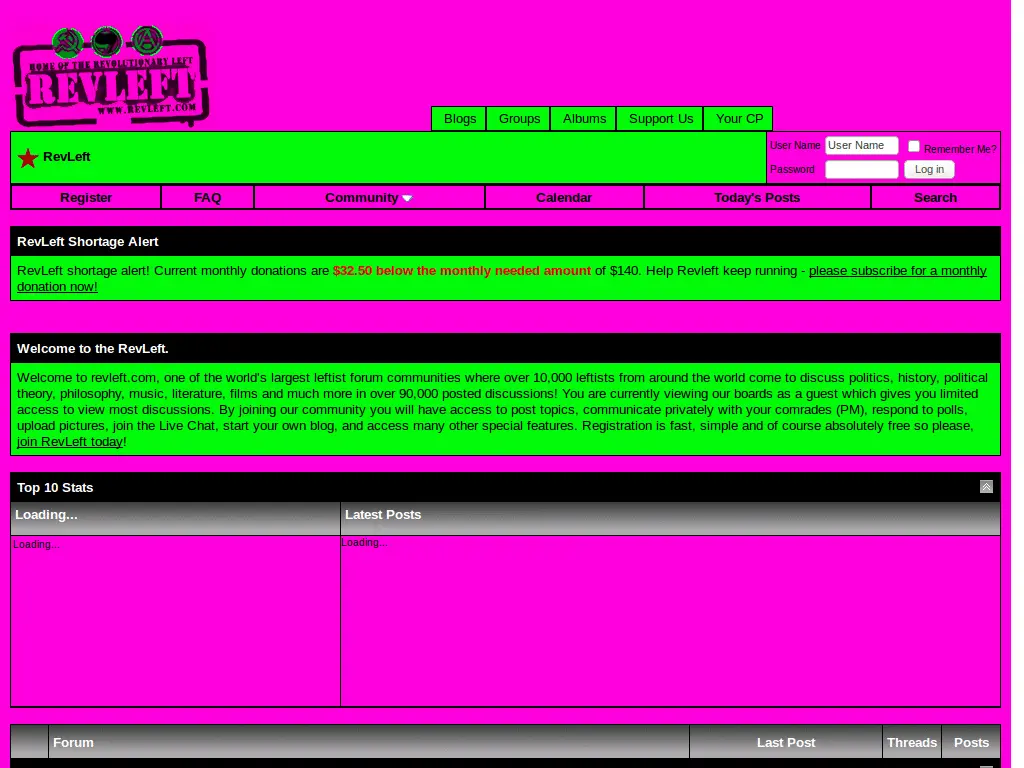 HOME OF THE REVOLUTIONARY LEFT
REVLEFT
WWW.REVLEFT.COM
Blogs Groups Albums Support Us Your CP
RevLeft
User Name User Name Remember Me?
Password Log in
Register FAQ Community Calendar Today's Posts Search
RevLeft Shortage Alert
RevLeft shortage alert! Current monthly donations are $32.50 below the monthly needed amount of $140. Help Revleft keep running - please subscribe for a monthly
donation now!
Welcome to the RevLeft.
Welcome to revleft.com, one of the world's largest leftist forum communities where over 10,000 leftists from around the world come to discuss politics, history, political
theory, philosophy, music, literature, films and much more in over 90,000 posted discussions! You are currently viewing our boards as a guest which gives you limited
access to view most discussions. By joining our community you will have access to post topics, communicate privately with your comrades (PM), respond to polls,
upload pictures, join the Live Chat, start your own blog, and access many other special features. Registration is fast, simple and of course absolutely free so please,
join RevLeft today!
Top 10 Stats
Loading... Latest Posts
Loading... Loading...
Forum Last Post Threads Posts